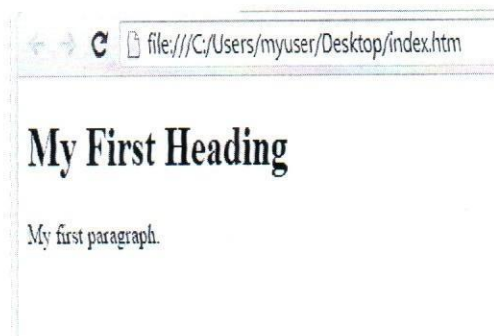 file:///C:/Users/myuser/Desktop/index.htm
My First Heading
My first paragraph.